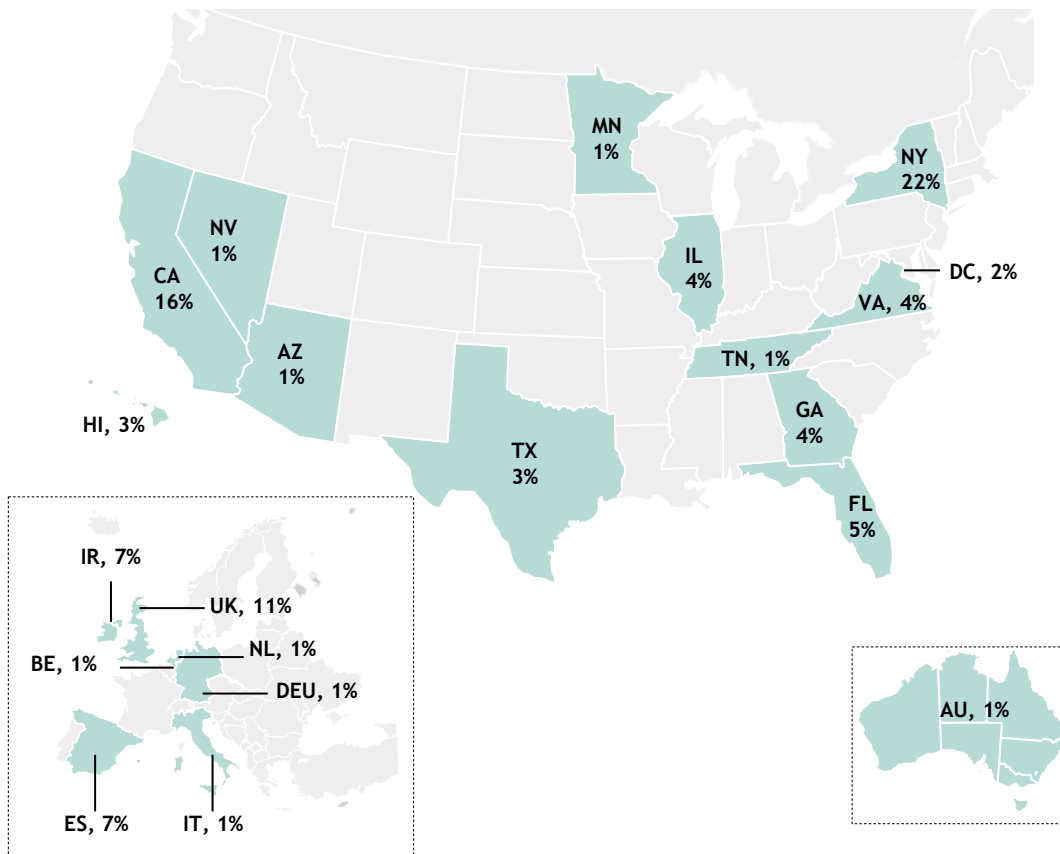 MN
1%
NY
22%
NV
1%
CA
16%
IL
4%
DC, 2%
VA, 4%
AZ
1%
TN, 1%
HI, 3%
GA
4%
TX
3%
FL
5%
IR, 7%
UK, 11%
NL, 1%
BE, 1%
DEU, 1%
ES, 7%
IT, 1%
AU, 1%